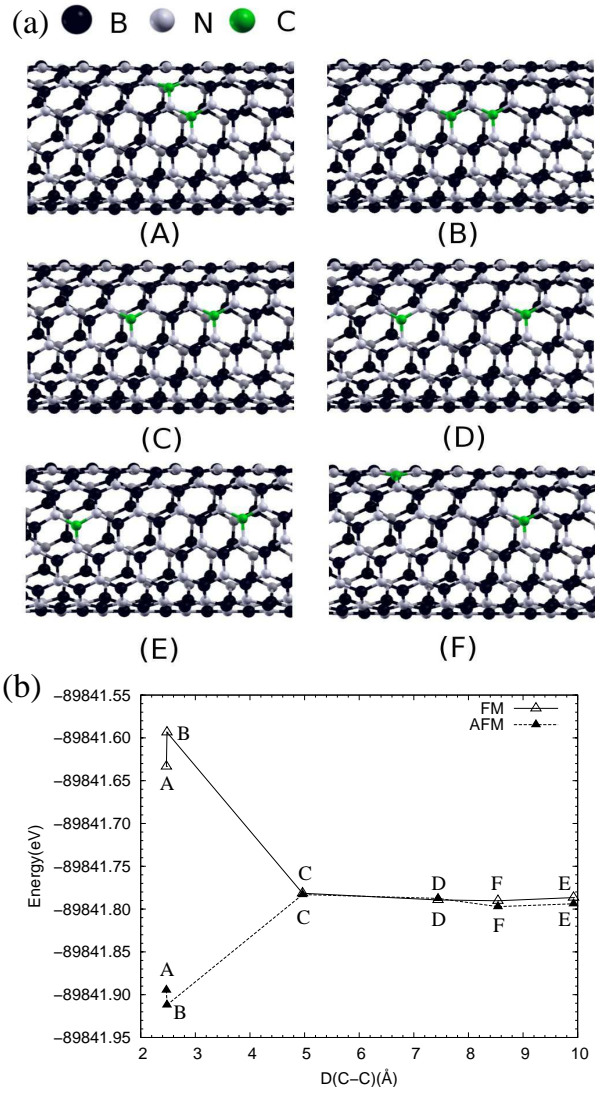 (a) B N C
(A) (B)
(C) (D)
(E) (F)
(b)
−89841.55
−89841.60
−89841.65
−89841.70
−89841.75
−89841.80
−89841.85
−89841.90
−89841.95
Energy(eV)
FM
AFM
B
A
C D F E
C D F E
A
B
2 3 4 5 6 7 8 9 10
D(C−C)(Å)